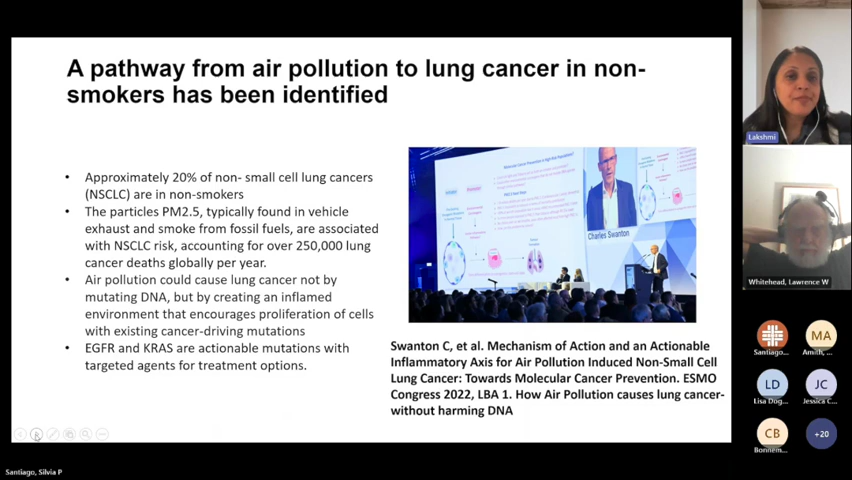 A pathway from air pollution to lung cancer in non-
smokers has been identified
• Approximately 20% of non- small cell lung cancers
(NSCLC) are in non-smokers
• The particles PM2.5, typically found in vehicle
exhaust and smoke from fossil fuels, are associated
with NSCLC risk, accounting for over 250,000 lung
cancer deaths globally per year.
• Air pollution could cause lung cancer not by
mutating DNA, but by creating an inflamed
environment that encourages proliferation of cells
with existing cancer-driving mutations
• EGFR and KRAS are actionable mutations with
targeted agents for treatment options.
Charles Swanton
Swanton C, et al. Mechanism of Action and an Actionable
Inflammatory Axis for Air Pollution Induced Non-Small Cell
Lung Cancer: Towards Molecular Cancer Prevention. ESMO
Congress 2022, LBA 1. How Air Pollution causes lung cancer-
without harming DNA
Lakshmi
Whitehead, Lawrence W
Santiago...
MA
Amith, ...
LD
Lisa Dog...
JC
Jessica C...
CB
Bonnem...
+20
Santiago, Silvia P